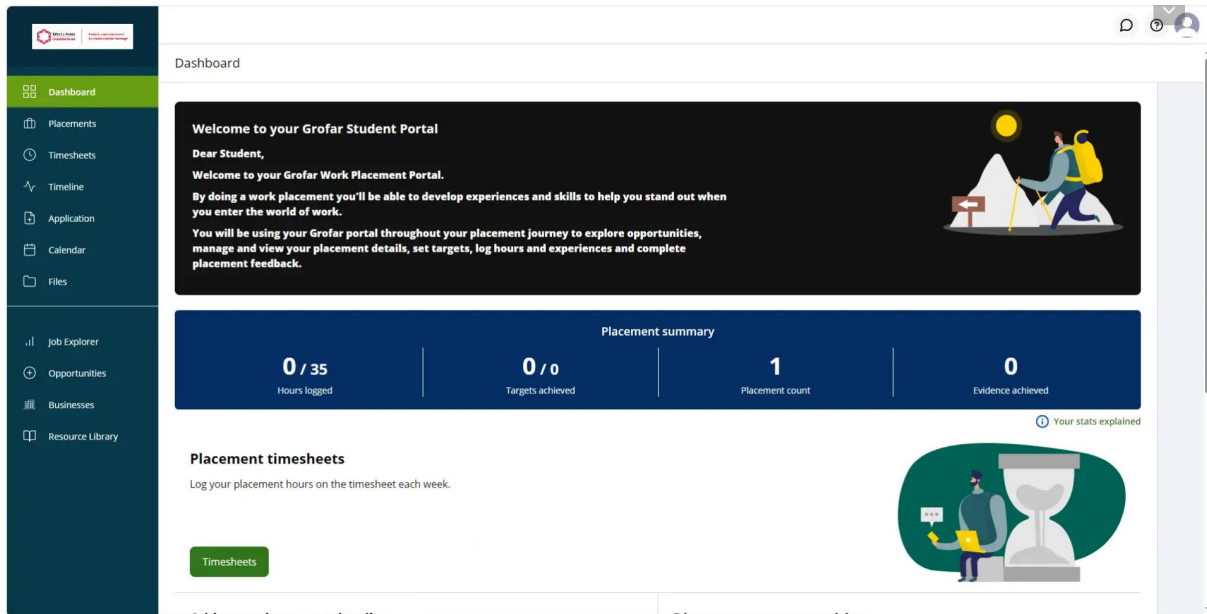 Dashboard
Dashboard
Placements
Timesheets
Timeline
Application
Calendar
Files
Job Explorer
Opportunities
Businesses
Resource Library
Welcome to your Grofar Student Portal
Dear Student,
Welcome to your Grofar Work Placement Portal.
By doing a work placement you'll be able to develop experiences and skills to help you stand out when
you enter the world of work.
You will be using your Grofar portal throughout your placement journey to explore opportunities,
manage and view your placement details, set targets, log hours and experiences and complete
placement feedback.
Placement summary
0 / 35
Hours logged
0 / 0
Targets achieved
1
Placement count
0
Evidence achieved
Your stats explained
Placement timesheets
Log your placement hours on the timesheet each week.
Timesheets